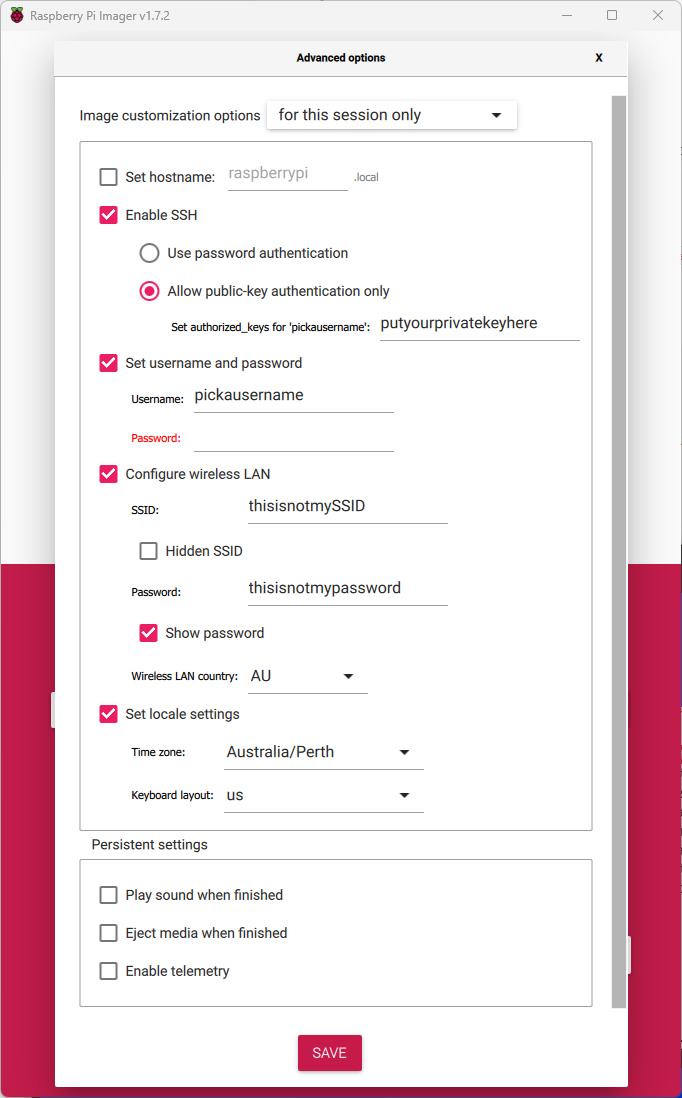 Raspberry Pi Imager v1.7.2
Advanced options
X
Image customization options for this session only
Set hostname: raspberrypi .local
Enable SSH
Use password authentication
Allow public-key authentication only
Set authorized_keys for 'pickausername': putyourprivatekeyhere
Set username and password
Username: pickausername
Password:
Configure wireless LAN
SSID: thisisnotmySSID
Hidden SSID
Password: thisisnotmypassword
Show password
Wireless LAN country: AU
Set locale settings
Time zone: Australia/Perth
Keyboard layout: us
Persistent settings
Play sound when finished
Eject media when finished
Enable telemetry
SAVE